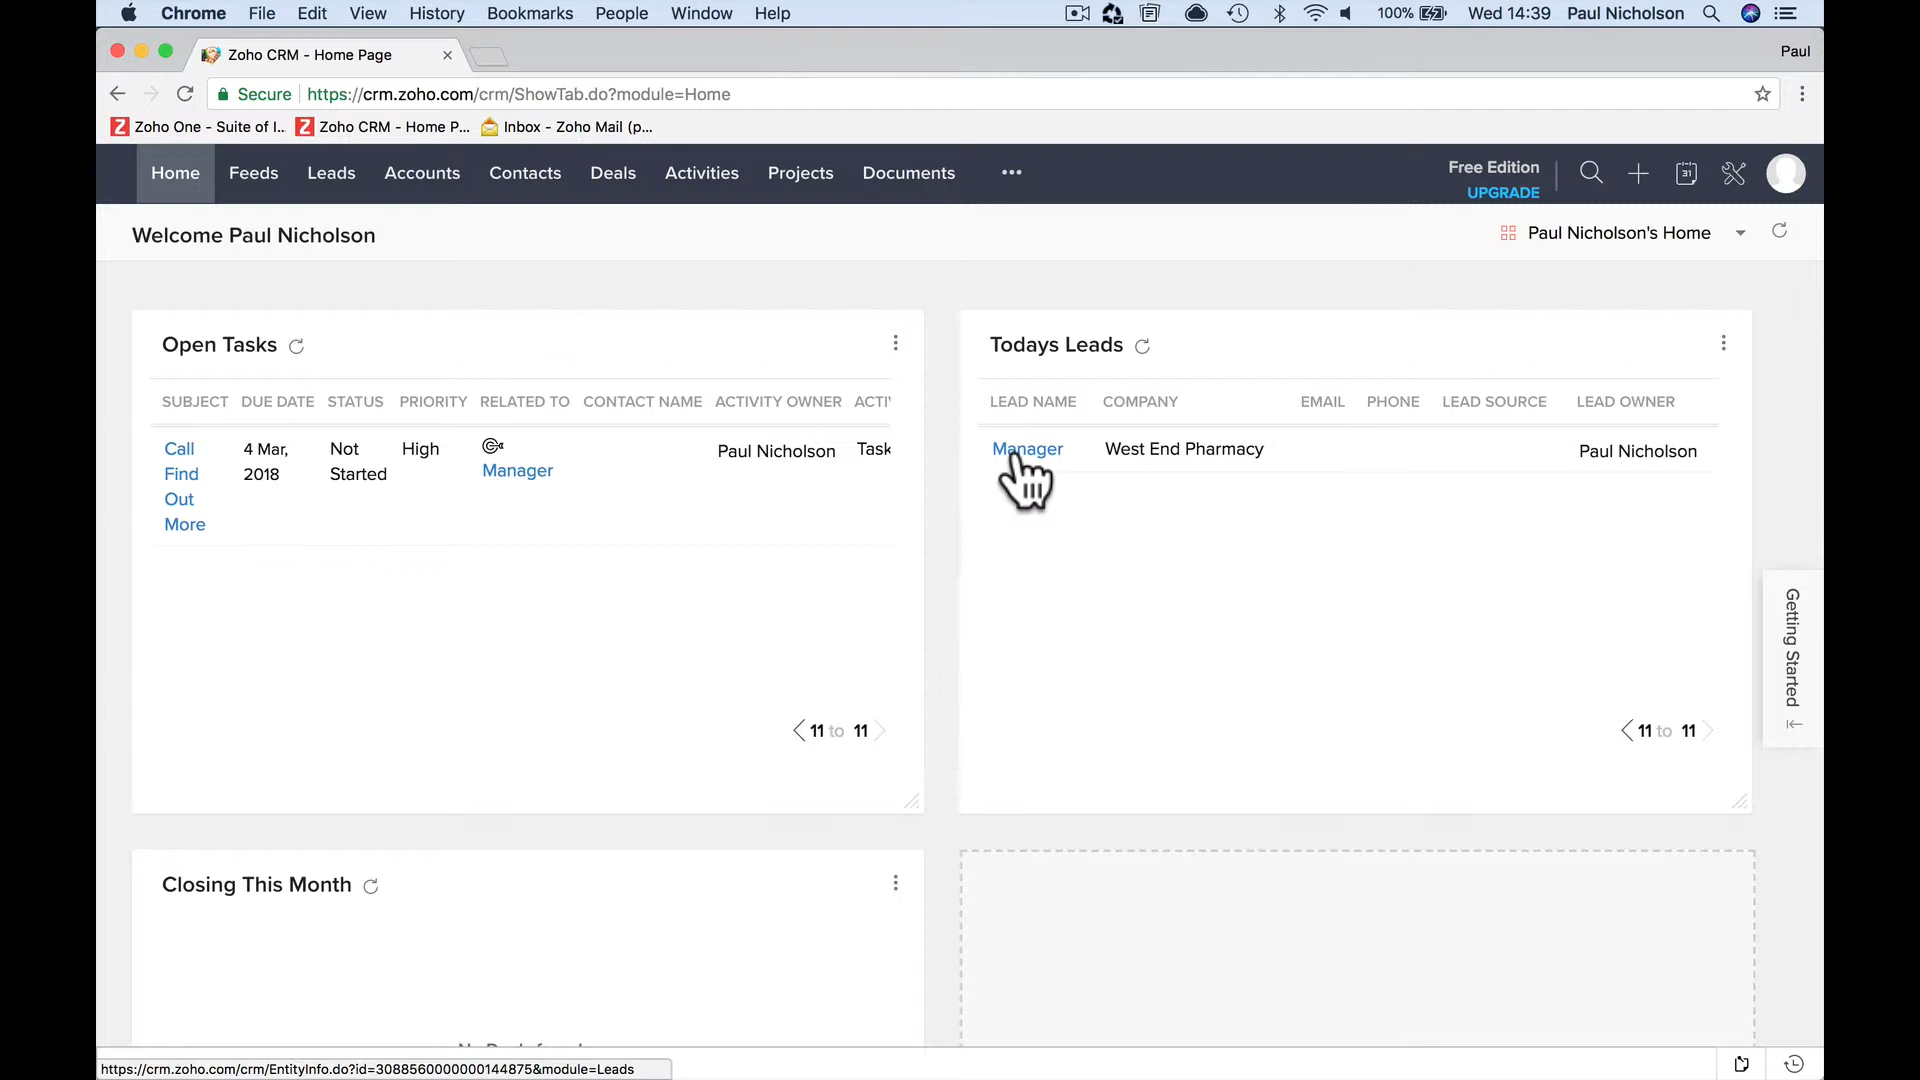 Chrome File Edit View History Bookmarks People Window Help 100% Wed 14:39 Paul Nicholson
Zoho CRM - Home Page Paul
Secure https://crm.zoho.com/crm/ShowTab.do?module=Home
Zoho One - Suite of I... Zoho CRM - Home P... Inbox - Zoho Mail (p...
Home Feeds Leads Accounts Contacts Deals Activities Projects Documents ••• Free Edition 31
UPGRADE
Welcome Paul Nicholson Paul Nicholson's Home
Open Tasks
SUBJECT DUE DATE STATUS PRIORITY RELATED TO CONTACT NAME ACTIVITY OWNER ACTIV
Call 4 Mar, Not High Paul Nicholson Task
Find 2018 Started Manager
Out
More
11 to 11
Todays Leads
LEAD NAME COMPANY EMAIL PHONE LEAD SOURCE LEAD OWNER
Manager West End Pharmacy Paul Nicholson
11 to 11
Getting Started
Closing This Month
https://crm.zoho.com/crm/EntityInfo.do?id=3088560000000144875&module=Leads